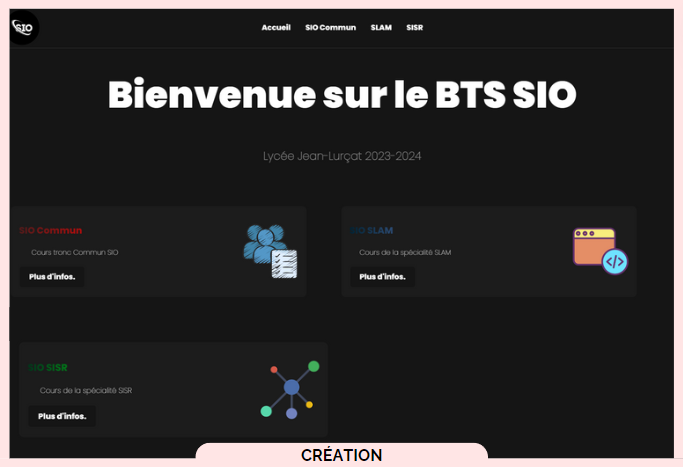 SIO
Accueil SIO Commun SLAM SISR
Bienvenue sur le BTS SIO
Lycée Jean-Lurçat 2023-2024
SIO Commun
Cours tronc Commun SIO
Plus d'infos.
SIO SLAM
Cours de la spécialité SLAM
Plus d'infos.
SIO SISR
Cours de la spécialité SISR
Plus d'infos.
CRÉATION